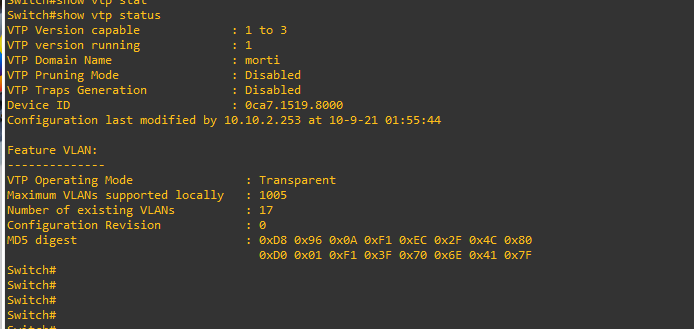 Switch#show vtp stat
Switch#show vtp status
VTP Version capable : 1 to 3
VTP version running : 1
VTP Domain Name : morti
VTP Pruning Mode : Disabled
VTP Traps Generation : Disabled
Device ID : 0ca7.1519.8000
Configuration last modified by 10.10.2.253 at 10-9-21 01:55:44
Feature VLAN:
--------------
VTP Operating Mode : Transparent
Maximum VLANs supported locally : 1005
Number of existing VLANs : 17
Configuration Revision : 0
MD5 digest : 0xD8 0x96 0x0A 0xF1 0xEC 0x2F 0x4C 0x80
0xD0 0x01 0xF1 0x3F 0x70 0x6E 0x41 0x7F
Switch#
Switch#
Switch#
Switch#
Switch#